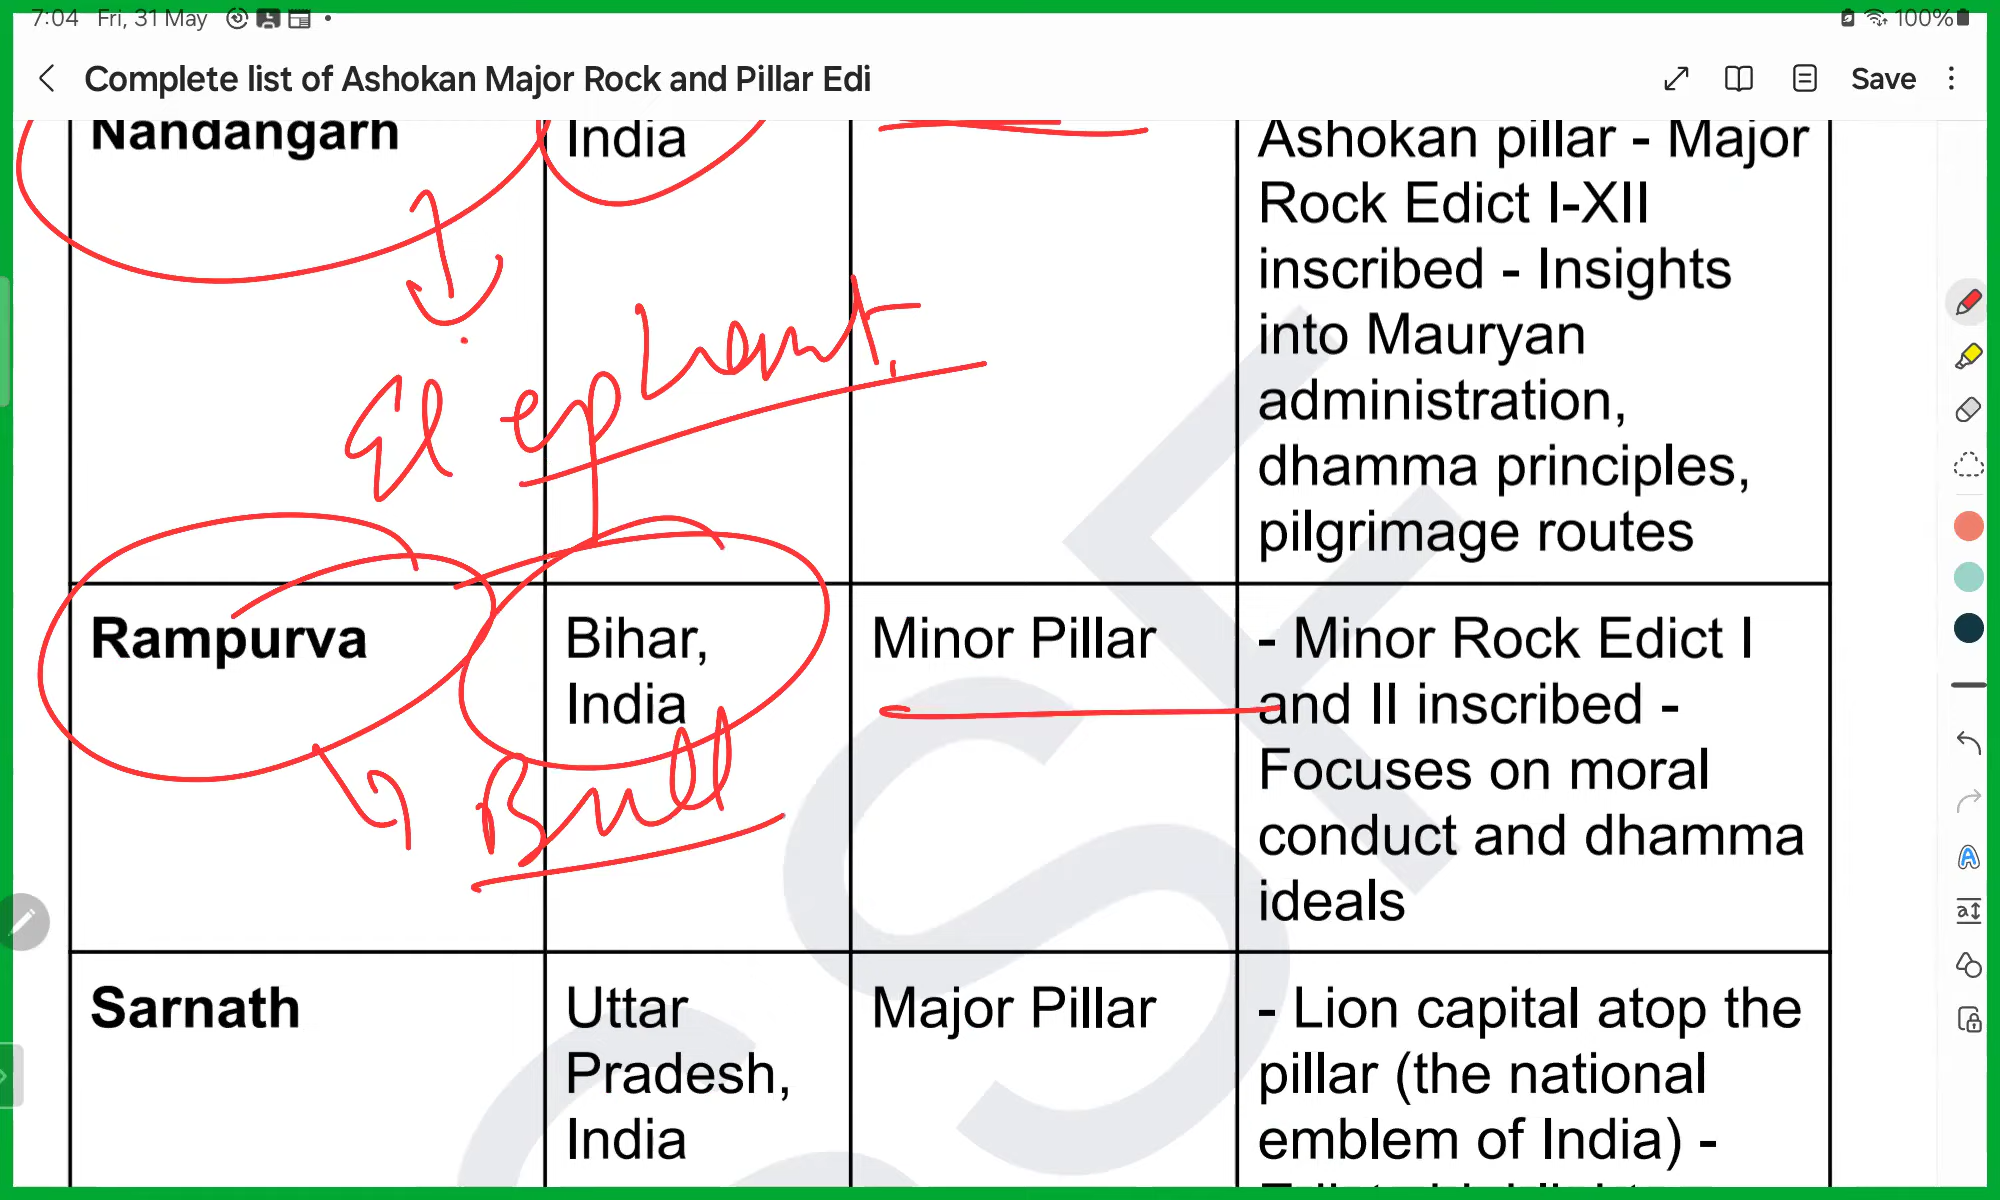 7:04 Fri, 31 May
100%
Complete list of Ashokan Major Rock and Pillar Edi
Save
Nandangarh
India
Ashokan pillar - Major
Rock Edict I-XII
inscribed - Insights
into Mauryan
administration,
dhamma principles,
pilgrimage routes
Elephant.
Rampurva
Bihar,
India
Minor Pillar
- Minor Rock Edict I
and II inscribed -
Focuses on moral
conduct and dhamma
ideals
Bull
Sarnath
Uttar
Pradesh,
India
Major Pillar
- Lion capital atop the
pillar (the national
emblem of India) -